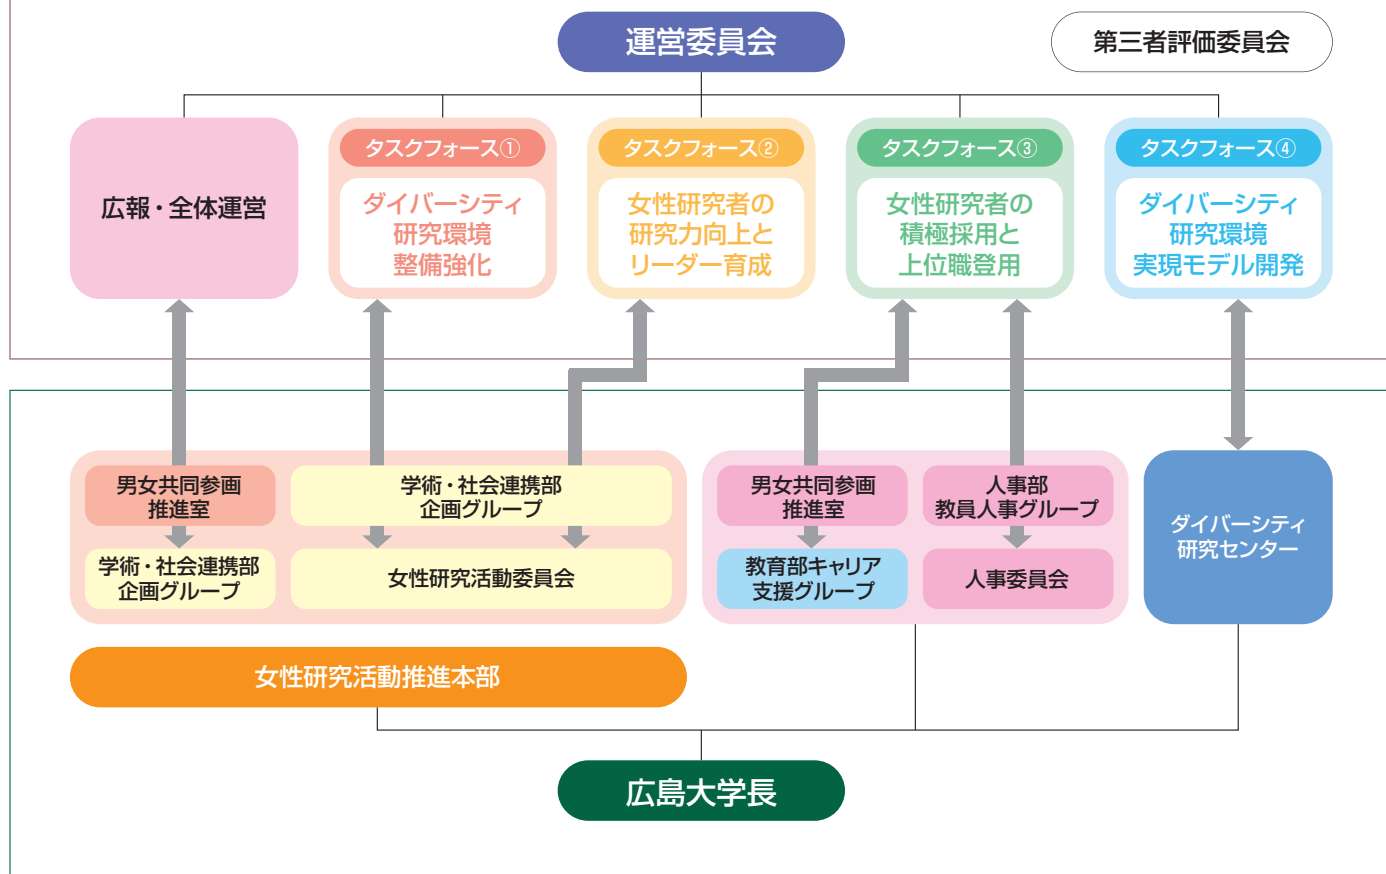 運営委員会
第三者評価委員会
広報・全体運営
タスクフォース①
ダイバーシティ
研究環境
整備強化
タスクフォース②
女性研究者の
研究力向上と
リーダー育成
タスクフォース③
女性研究者の
積極採用と
上位職登用
タスクフォース④
ダイバーシティ
研究環境
実現モデル開発
男女共同参画
推進室
学術・社会連携部
企画グループ
学術・社会連携部
企画グループ
女性研究活動委員会
男女共同参画
推進室
人事部
教員人事グループ
教育部キャリア
支援グループ
人事委員会
ダイバーシティ
研究センター
女性研究活動推進本部
広島大学長